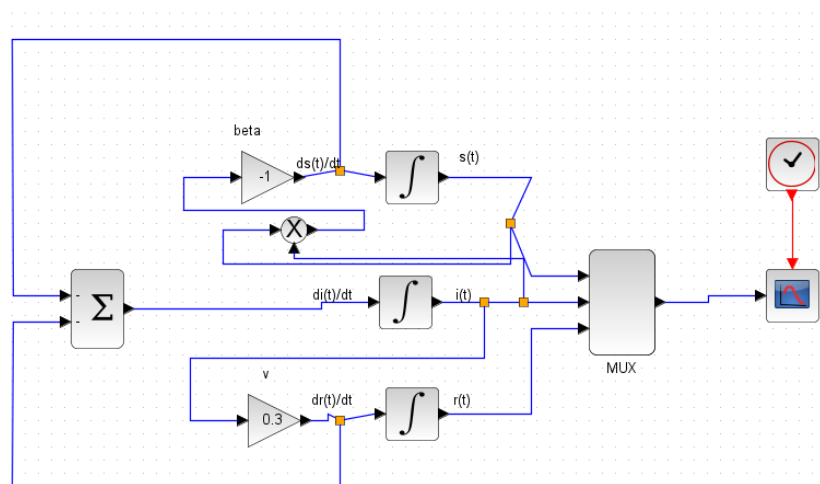 beta
ds(t)/dt
s(t)
-1
∫
X
di(t)/dt
i(t)
-
Σ
-
∫
MUX
v
dr(t)/dt
r(t)
0.3
∫